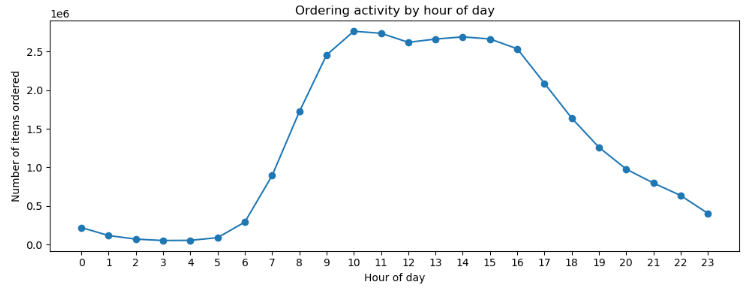 Ordering activity by hour of day
1e6
2.5
2.0
1.5
1.0
0.5
0.0
Number of items ordered
0 1 2 3 4 5 6 7 8 9 10 11 12 13 14 15 16 17 18 19 20 21 22 23
Hour of day